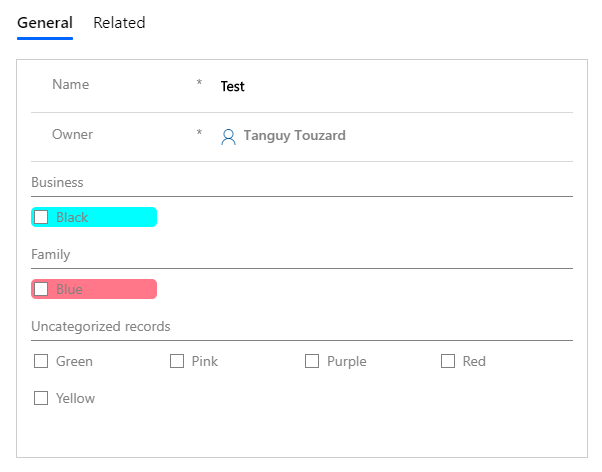 General Related
Name * Test
Owner * Tanguy Touzard
Business
Black
Family
Blue
Uncategorized records
Green Pink Purple Red
Yellow